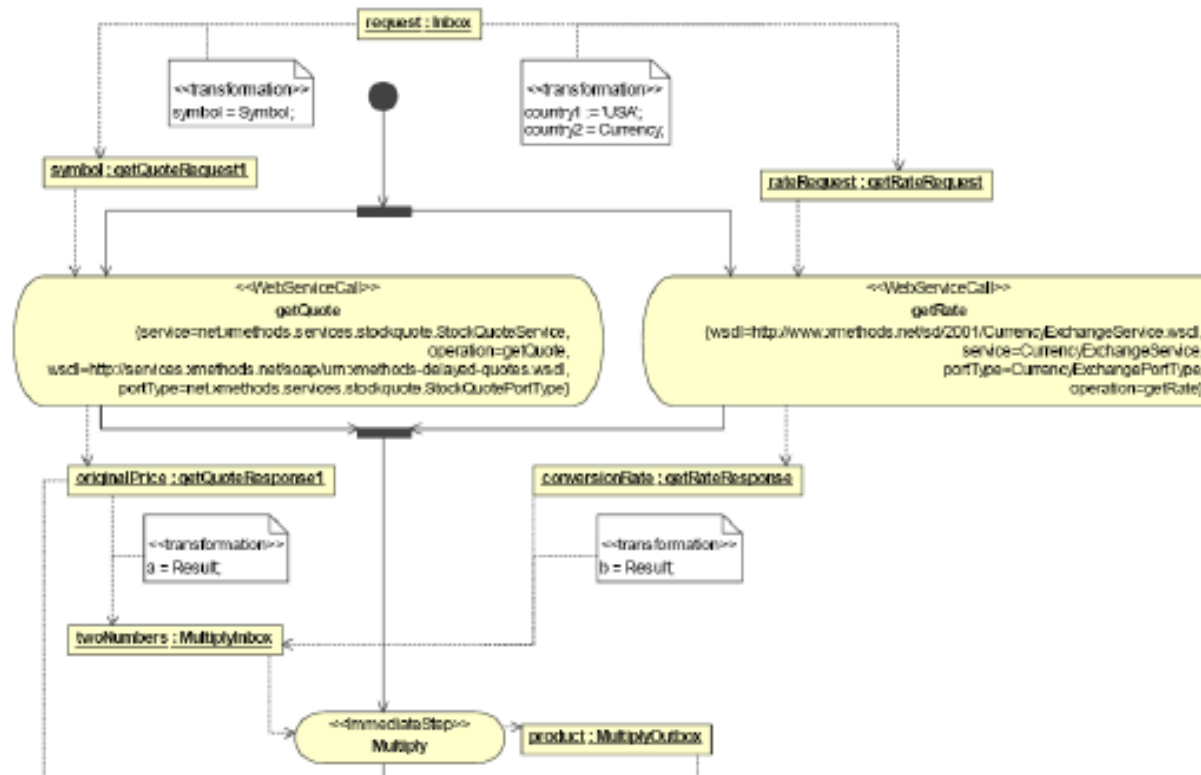 request : Inbox
<<transformation>>
symbol = Symbol;
<<transformation>>
country1 := 'USA';
country2 = Currency;
symbol : getQuoteRequest1
rateRequest : getRateRequest
<<WebServiceCall>>
getQuote
{service=net.xmethods.services.stockquote.StockQuoteService,
operation=getQuote,
wsdl=http://services.xmethods.net/soap/urn:xmethods-delayed-quotes.wsdl,
portType=net.xmethods.services.stockquote.StockQuotePortType}
<<WebServiceCall>>
getRate
{wsdl=http://www.xmethods.net/sd/2001/CurrencyExchangeService.wsdl,
service=CurrencyExchangeService,
portType=CurrencyExchangePortType,
operation=getRate}
originalPrice : getQuoteResponse1
conversionRate : getRateResponse
<<transformation>>
a = Result;
<<transformation>>
b = Result;
twoNumbers : MultiplyInbox
<<ImmediateStep>>
Multiply
product : MultiplyOutbox